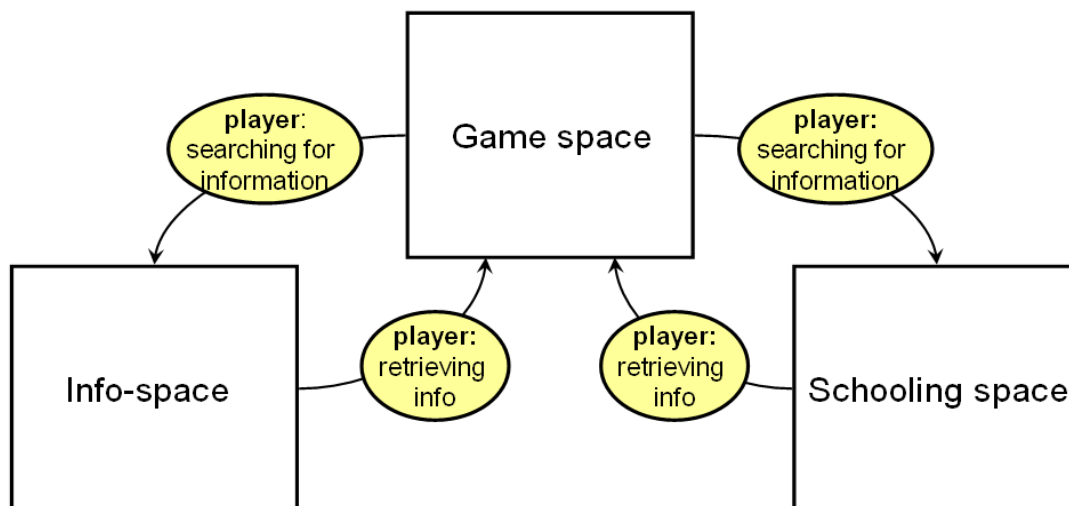 player:
searching for
information
Game space
player:
searching for
information
Info-space
player:
retrieving
info
player:
retrieving
info
Schooling space